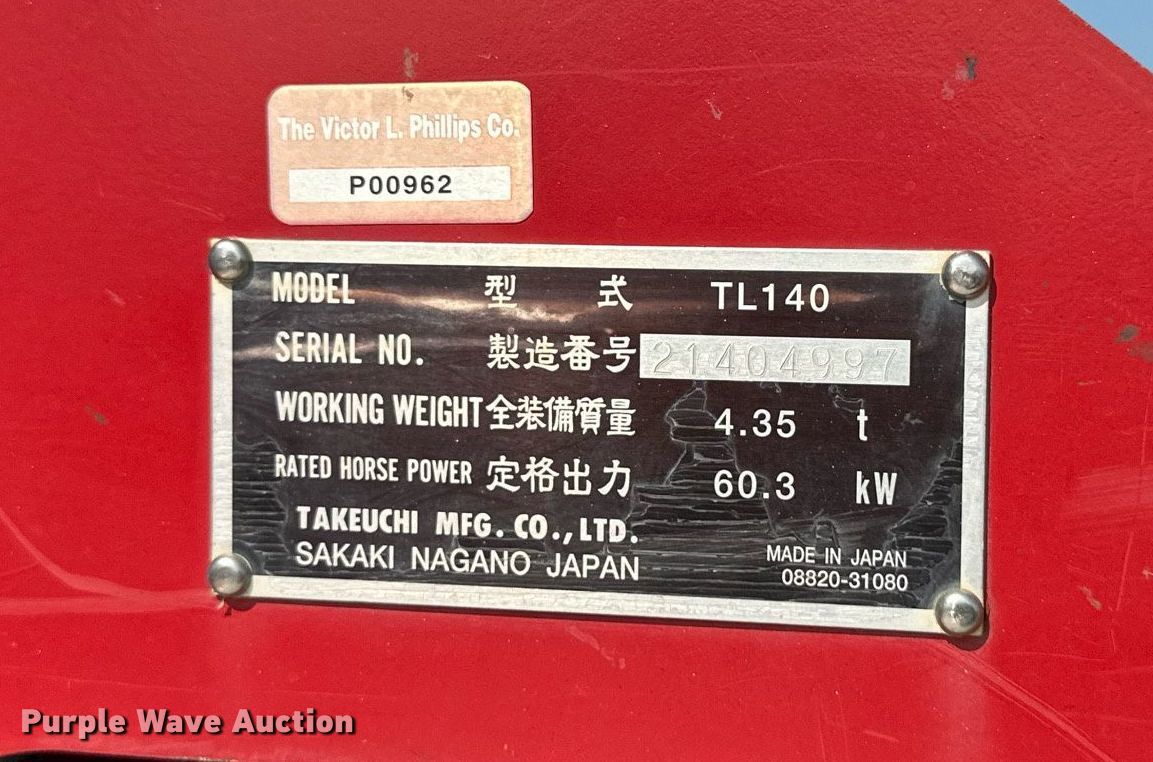 The Victor L. Phillips Co.
P00962
MODEL 型式 TL140
SERIAL NO. 製造番号 21404997
WORKING WEIGHT 全装備質量 4.35 t
RATED HORSE POWER 定格出力 60.3 kW
TAKEUCHI MFG. CO., LTD.
SAKAKI NAGANO JAPAN
MADE IN JAPAN
08820-31080
Purple Wave Auction